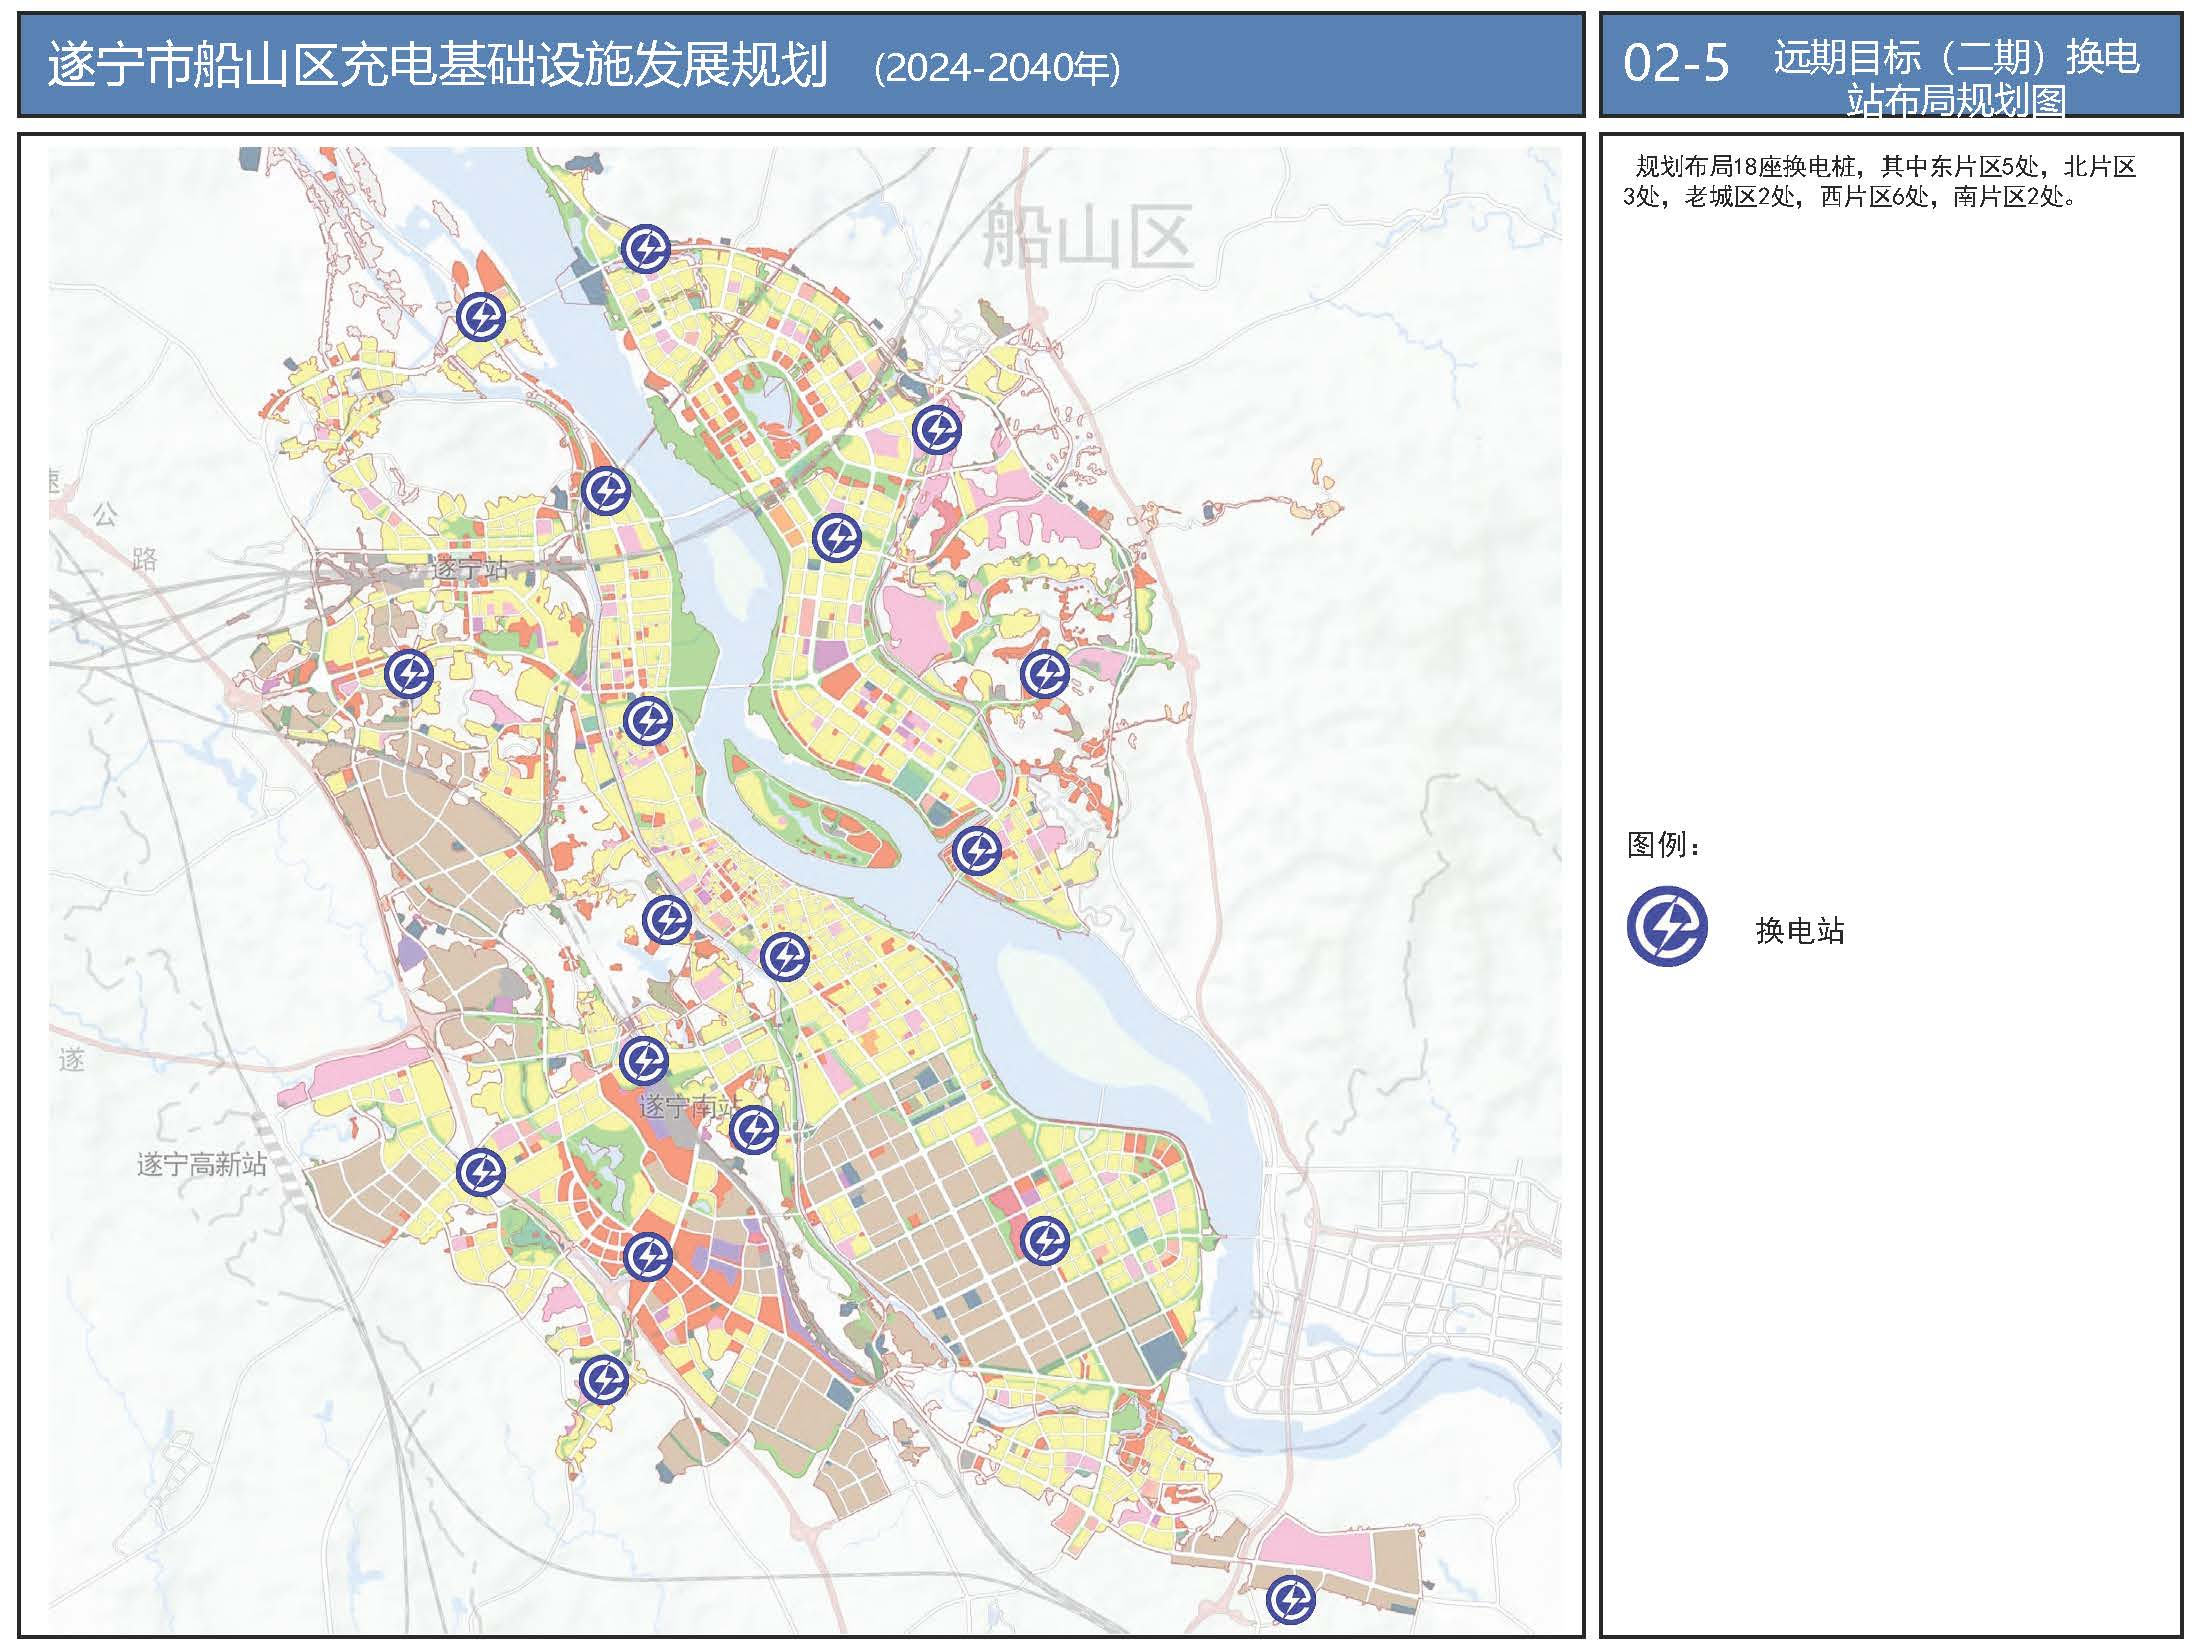 遂宁市船山区充电基础设施发展规划 (2024-2040年)
02-5 远期目标（二期）换电
站布局规划图
规划布局18座换电桩，其中东片区5处，北片区
3处，老城区2处，西片区6处，南片区2处。
船山区
速
公
路
遂宁站
图例：
换电站
遂
遂宁南站
遂宁高新站
公